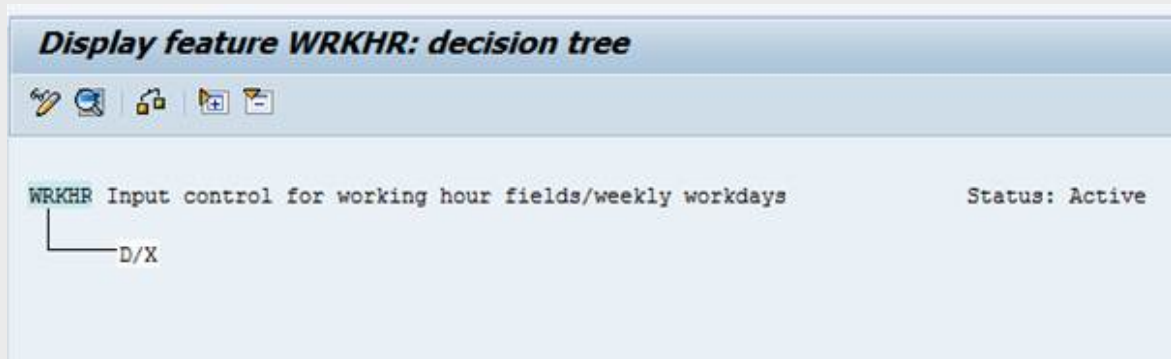 Display feature WRKHR: decision tree
WRKHR Input control for working hour fields/weekly workdays Status: Active
D/X